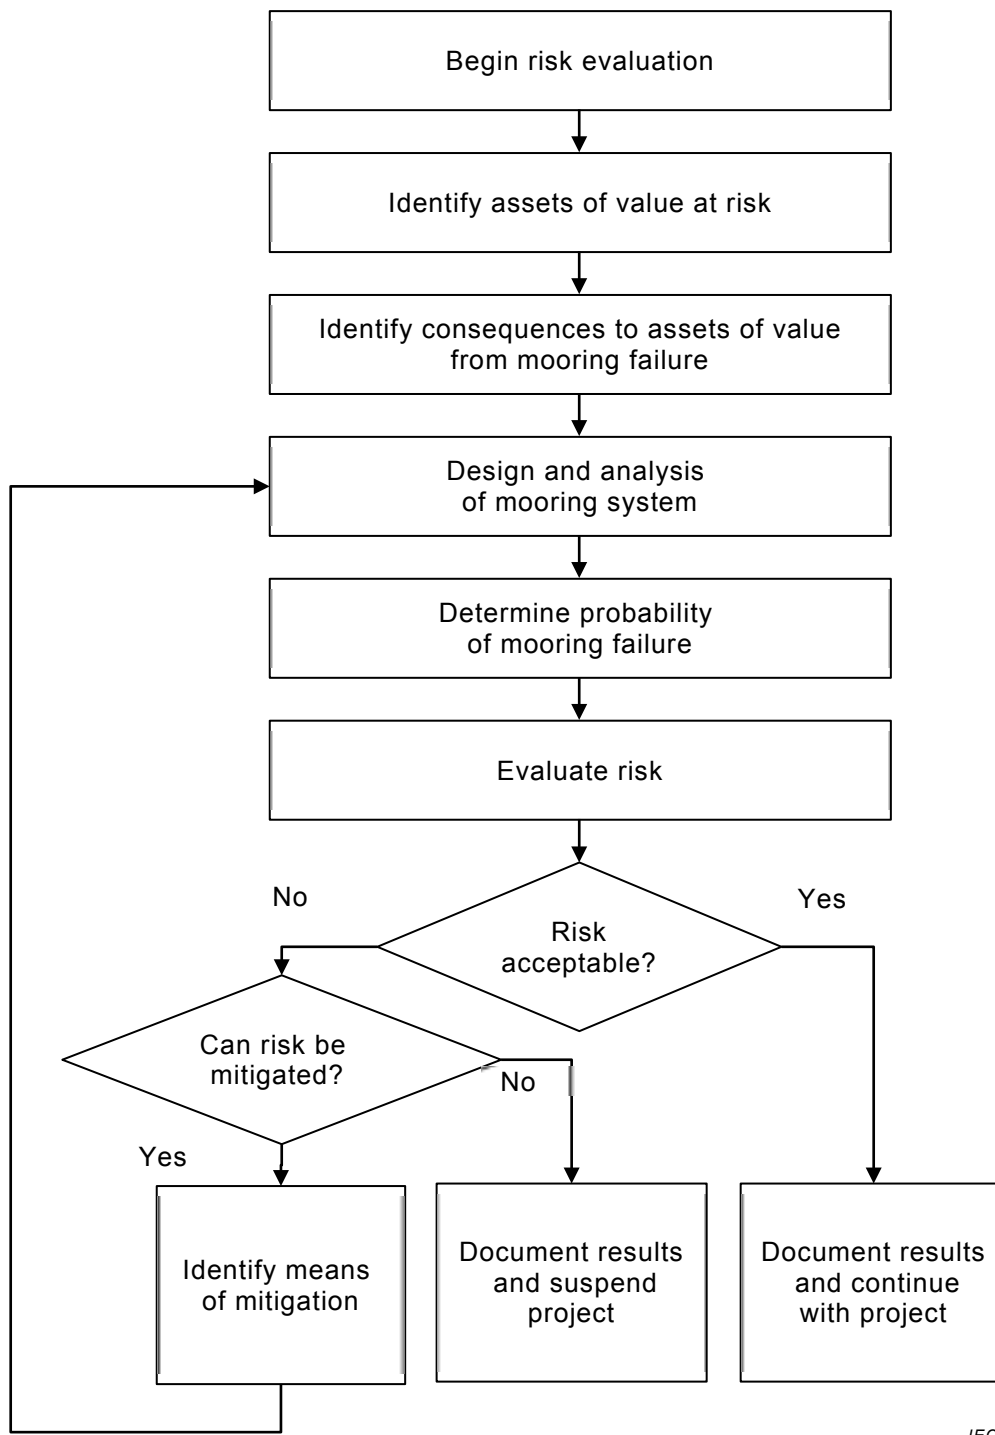 Begin risk evaluation
Identify assets of value at risk
Identify consequences to assets of value
from mooring failure
Design and analysis
of mooring system
Determine probability
of mooring failure
Evaluate risk
No
Yes
Risk
acceptable?
Can risk be
mitigated?
No
Yes
Identify means
of mitigation
Document results
and suspend
project
Document results
and continue
with project
IEC